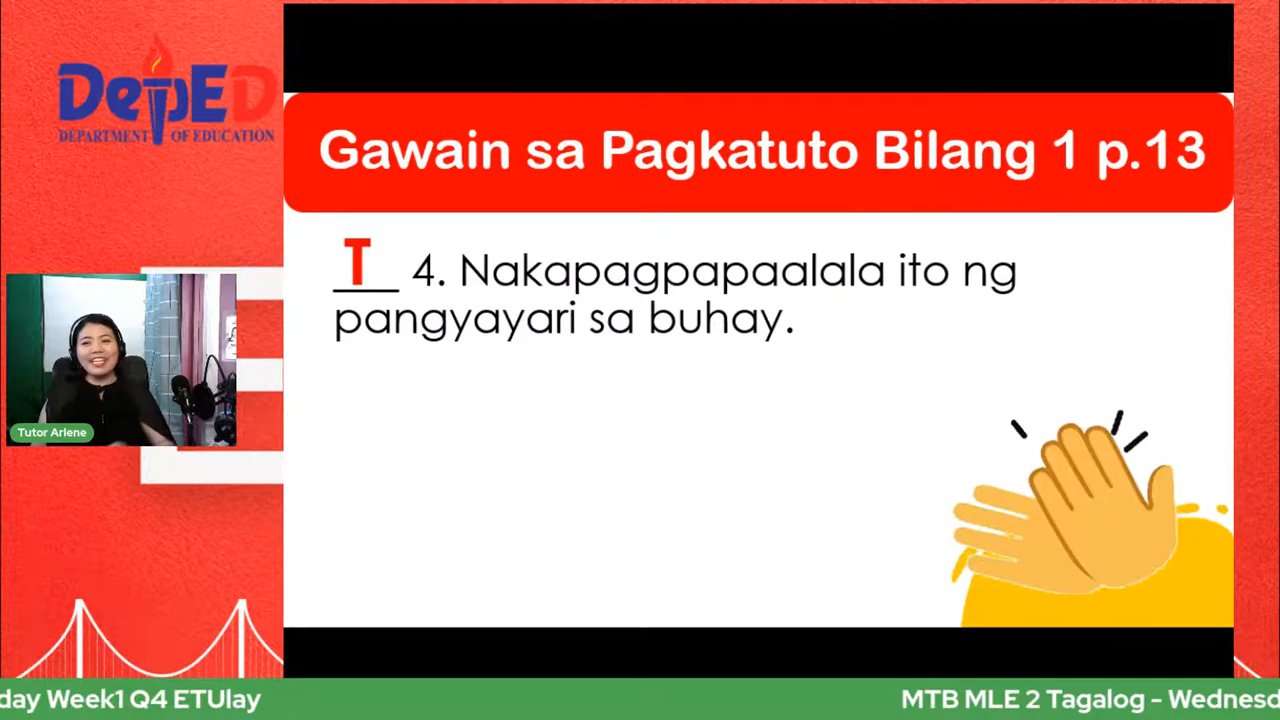 DepED
DEPARTMENT OF EDUCATION
Gawain sa Pagkatuto Bilang 1 p.13
T 4. Nakapagpapaalala ito ng
pangyayari sa buhay.
Tutor Arlene
day Week1 Q4 ETUlay
MTB MLE 2 Tagalog - Wednesd